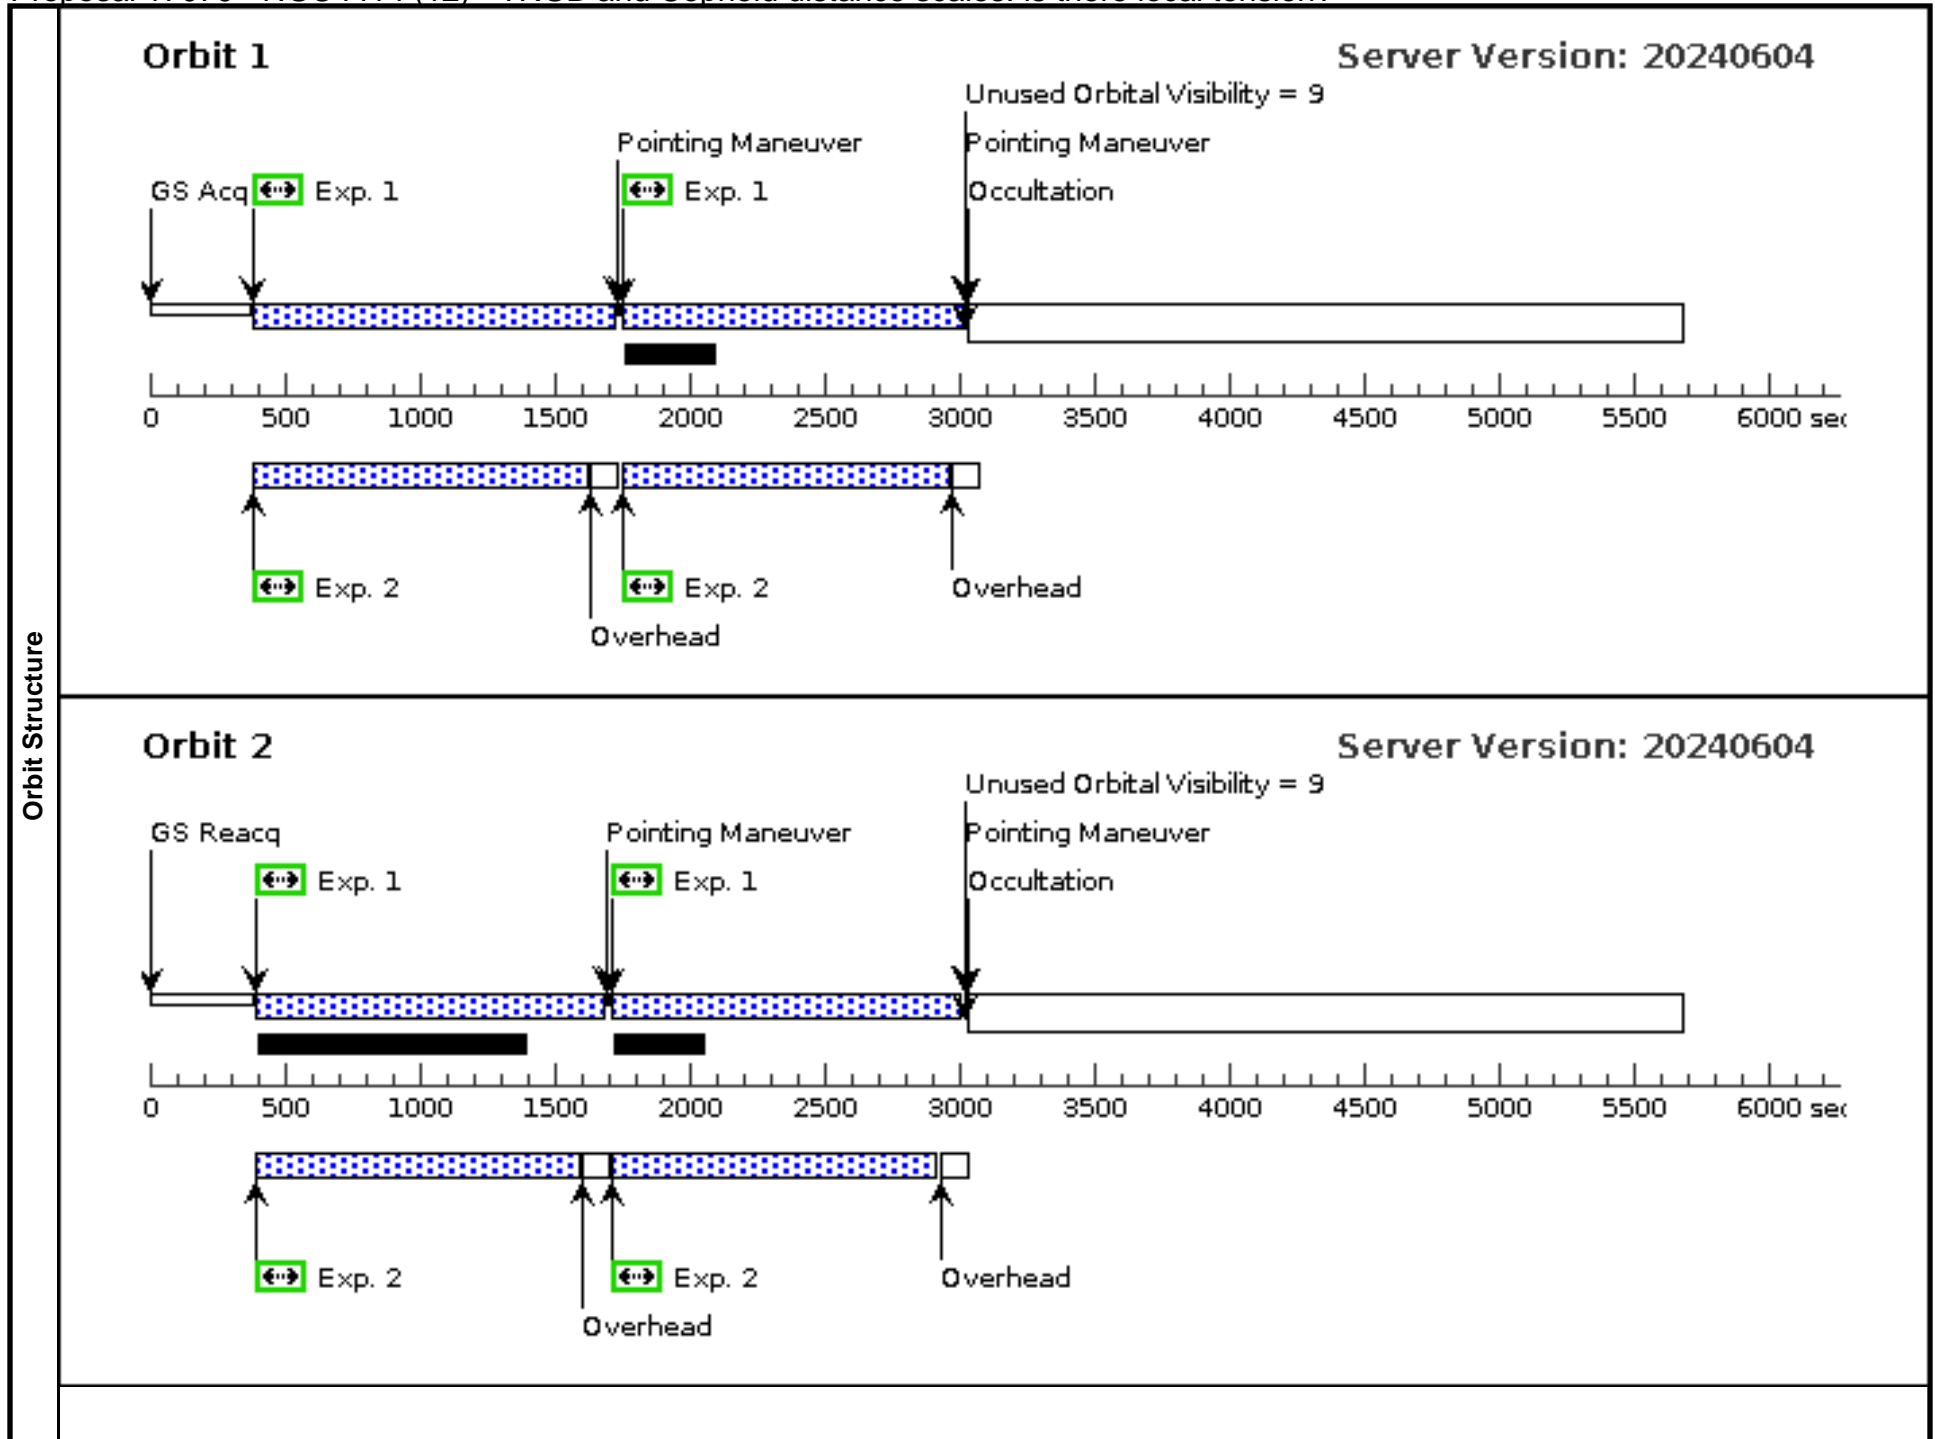 Orbit Structure
Orbit 1
Server Version: 20240604
Unused Orbital Visibility = 9
Pointing Maneuver
Pointing Maneuver
GS Acq
Exp. 1
Exp. 1
Occultation
0 500 1000 1500 2000 2500 3000 3500 4000 4500 5000 5500 6000 sec
Exp. 2
Exp. 2
Overhead
Overhead
Orbit 2
Server Version: 20240604
Unused Orbital Visibility = 9
GS Reacq
Pointing Maneuver
Pointing Maneuver
Exp. 1
Exp. 1
Occultation
0 500 1000 1500 2000 2500 3000 3500 4000 4500 5000 5500 6000 sec
Exp. 2
Exp. 2
Overhead
Overhead